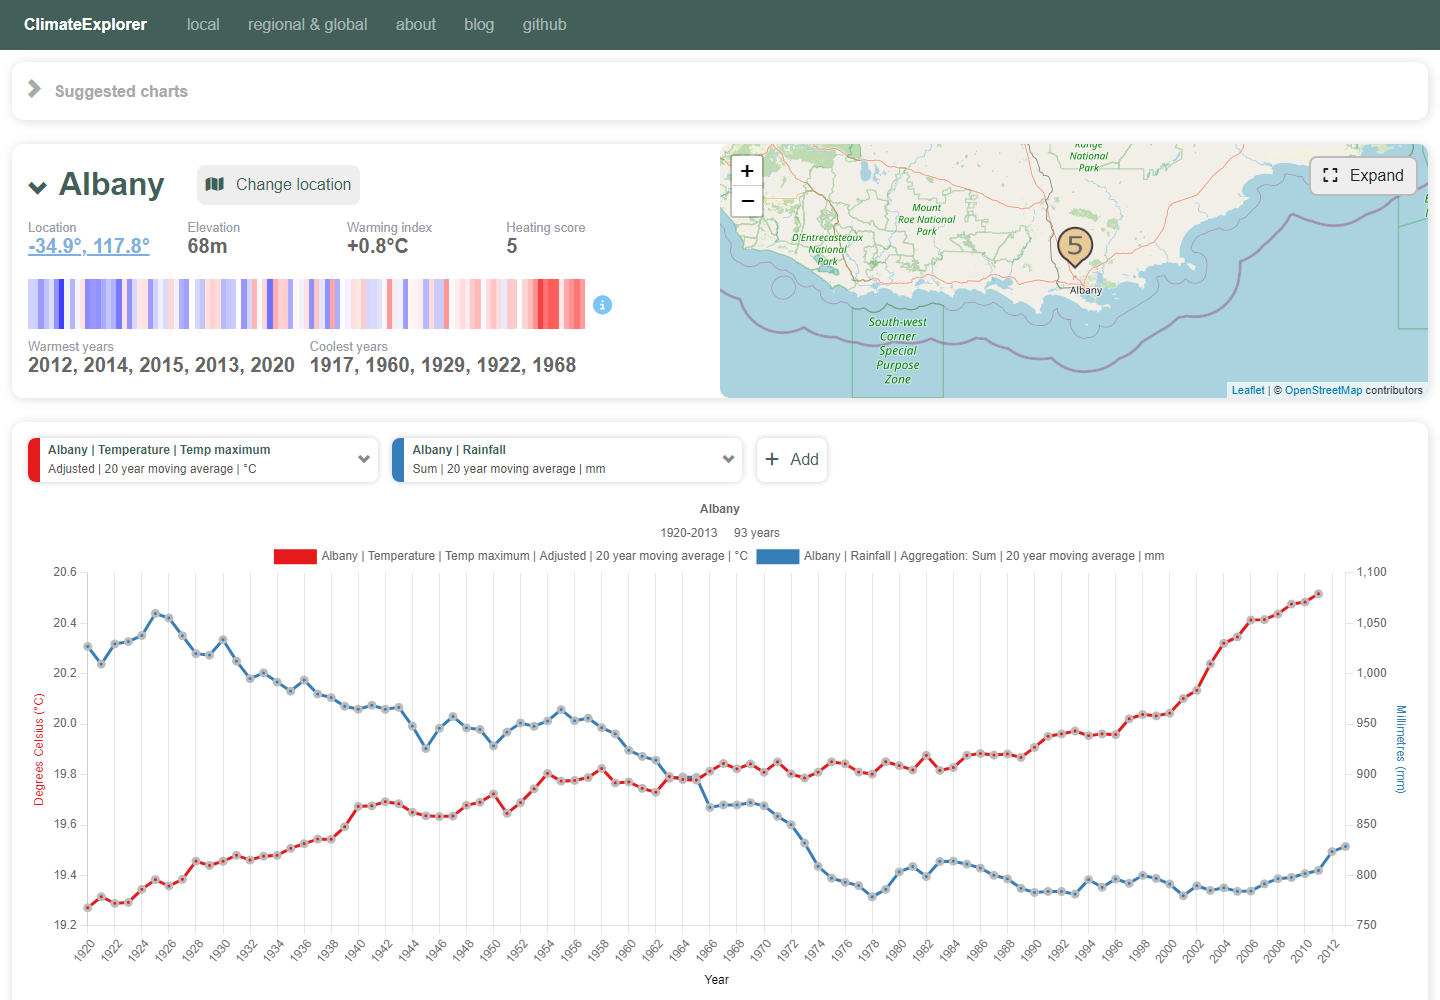 ClimateExplorer local regional & global about blog github
Suggested charts
Albany Change location
Location Elevation Warming index Heating score
-34.9°, 117.8° 68m +0.8°C 5
i
Warmest years Coolest years
2012, 2014, 2015, 2013, 2020 1917, 1960, 1929, 1922, 1968
+
−
Expand
National
Park
Mount
Roe National
Park
D'Entrecasteaux
National
Park
5
Albany
South-west
Corner
Special
Purpose
Zone
Leaflet | © OpenStreetMap contributors
Albany | Temperature | Temp maximum
Adjusted | 20 year moving average | °C
Albany | Rainfall
Sum | 20 year moving average | mm
+ Add
Albany
1920-2013 93 years
Albany | Temperature | Temp maximum | Adjusted | 20 year moving average | °C
Albany | Rainfall | Aggregation: Sum | 20 year moving average | mm
Degrees Celsius (°C)
20.6
20.4
20.2
20.0
19.8
19.6
19.4
19.2
1,100
1,050
1,000
950
900
850
800
750
Millimetres (mm)
1920 1922 1924 1926 1928 1930 1932 1934 1936 1938 1940 1942 1944 1946 1948 1950 1952 1954 1956 1958 1960 1962 1964 1966 1968 1970 1972 1974 1976 1978 1980 1982 1984 1986 1988 1990 1992 1994 1996 1998 2000 2002 2004 2006 2008 2010 2012
Year